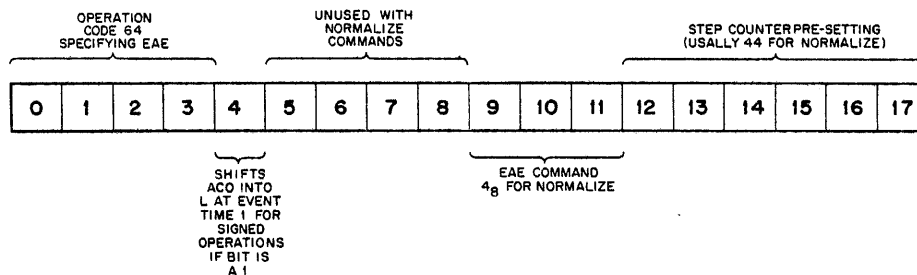 OPERATION
CODE 64
SPECIFYING EAE
UNUSED WITH
NORMALIZE
COMMANDS
STEP COUNTER PRE-SETTING
(USALLY 44 FOR NORMALIZE)
0 1 2 3 4 5 6 7 8 9 10 11 12 13 14 15 16 17
SHIFTS
ACO INTO
L AT EVENT
TIME 1 FOR
SIGNED
OPERATIONS
IF BIT IS
A 1
EAE COMMAND
4₈ FOR NORMALIZE